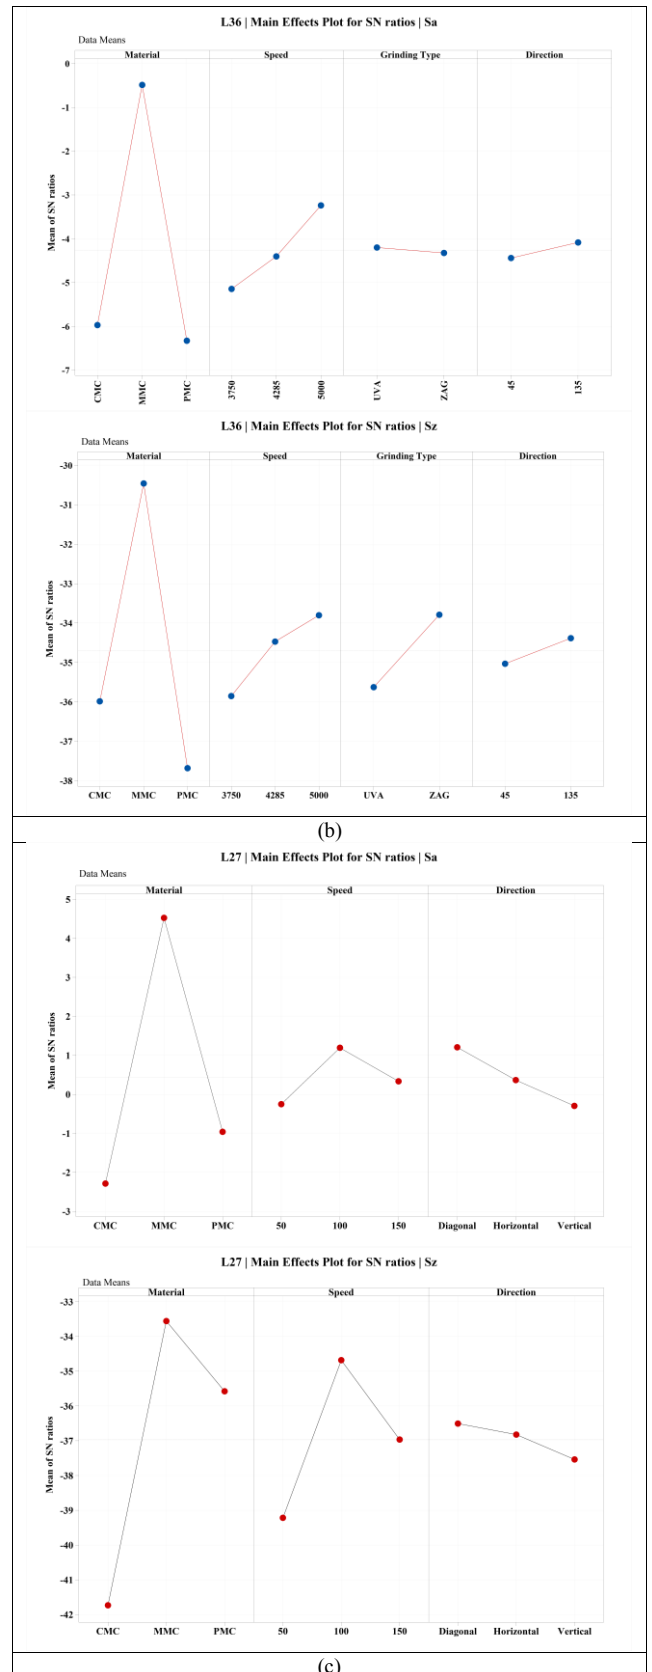 L36 | Main Effects Plot for SN ratios | Sa
Data Means
Material Speed Grinding Type Direction
0
-1
-2
-3
-4
-5
-6
-7
Mean of SN ratios
CMC MMC PMC 3750 4285 5000 UVA ZAG 45 135
L36 | Main Effects Plot for SN ratios | Sz
Data Means
Material Speed Grinding Type Direction
-30
-31
-32
-33
-34
-35
-36
-37
-38
Mean of SN ratios
CMC MMC PMC 3750 4285 5000 UVA ZAG 45 135
(b)
L27 | Main Effects Plot for SN ratios | Sa
Data Means
Material Speed Direction
5
4
3
2
1
0
-1
-2
-3
Mean of SN ratios
CMC MMC PMC 50 100 150 Diagonal Horizontal Vertical
L27 | Main Effects Plot for SN ratios | Sz
Data Means
Material Speed Direction
-33
-34
-35
-36
-37
-38
-39
-40
-41
-42
Mean of SN ratios
CMC MMC PMC 50 100 150 Diagonal Horizontal Vertical
(c)